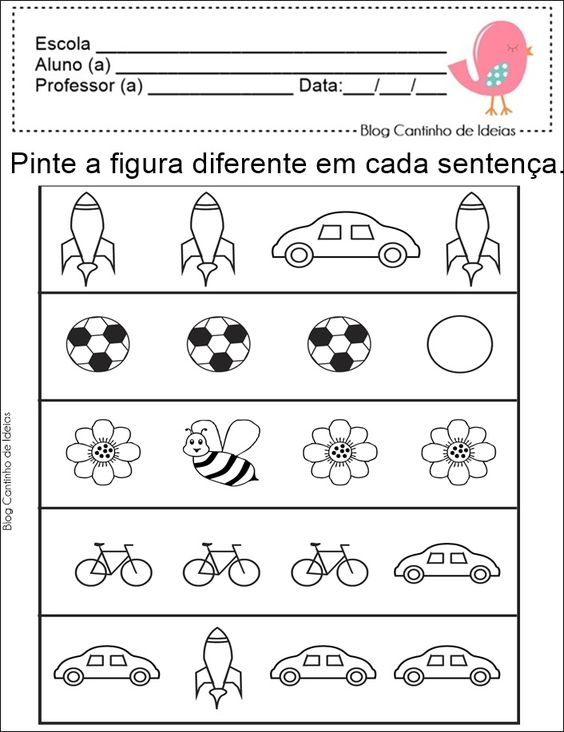 Escola ___________________________________
Aluno (a) _________________________________
Professor (a) _______________ Data:___/___/___
Blog Cantinho de Ideias
Pinte a figura diferente em cada sentença.
Blog Cantinho de Ideias